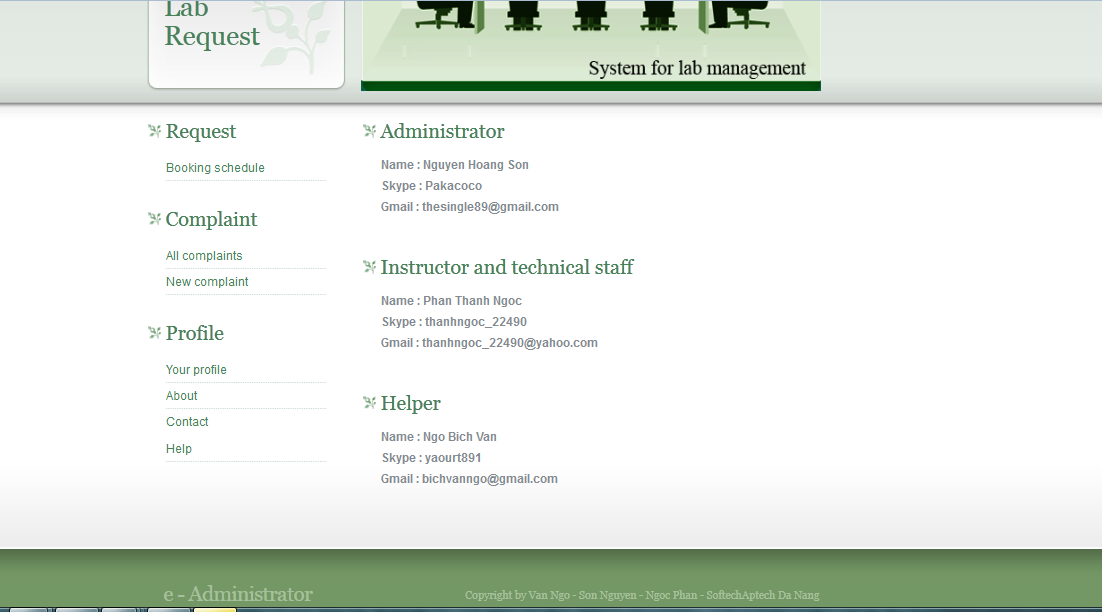 Lab
Request
System for lab management
Request
Booking schedule
Complaint
All complaints
New complaint
Profile
Your profile
About
Contact
Help
Administrator
Name : Nguyen Hoang Son
Skype : Pakacoco
Gmail : thesingle89@gmail.com
Instructor and technical staff
Name : Phan Thanh Ngoc
Skype : thanhngoc_22490
Gmail : thanhngoc_22490@yahoo.com
Helper
Name : Ngo Bich Van
Skype : yaourt891
Gmail : bichvanngo@gmail.com
e - Administrator
Copyright by Van Ngo - Son Nguyen - Ngoc Phan - SoftechAptech Da Nang